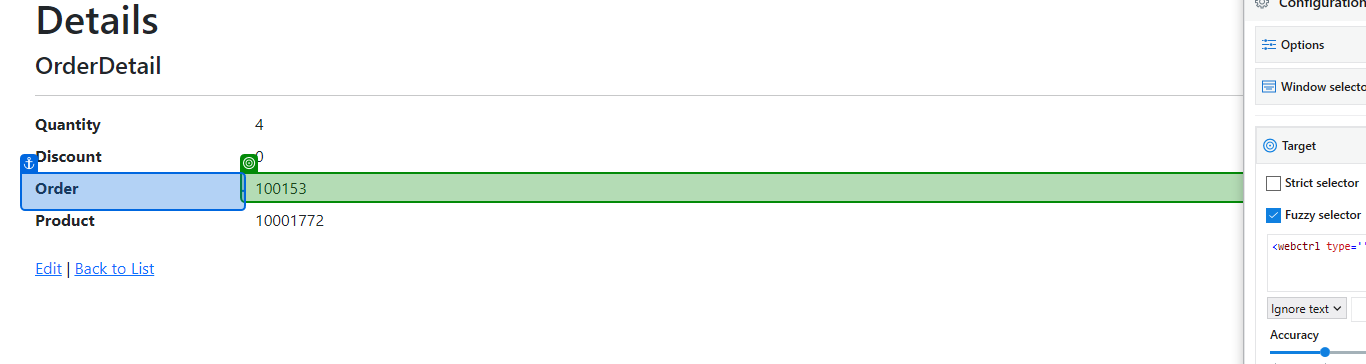 Details
OrderDetail
Quantity 4
Discount 0
Order 100153
Product 10001772
Edit | Back to List
Configuration
Options
Window selecto
Target
Strict selector
Fuzzy selector
<webctrl type=''
Ignore text
Accuracy